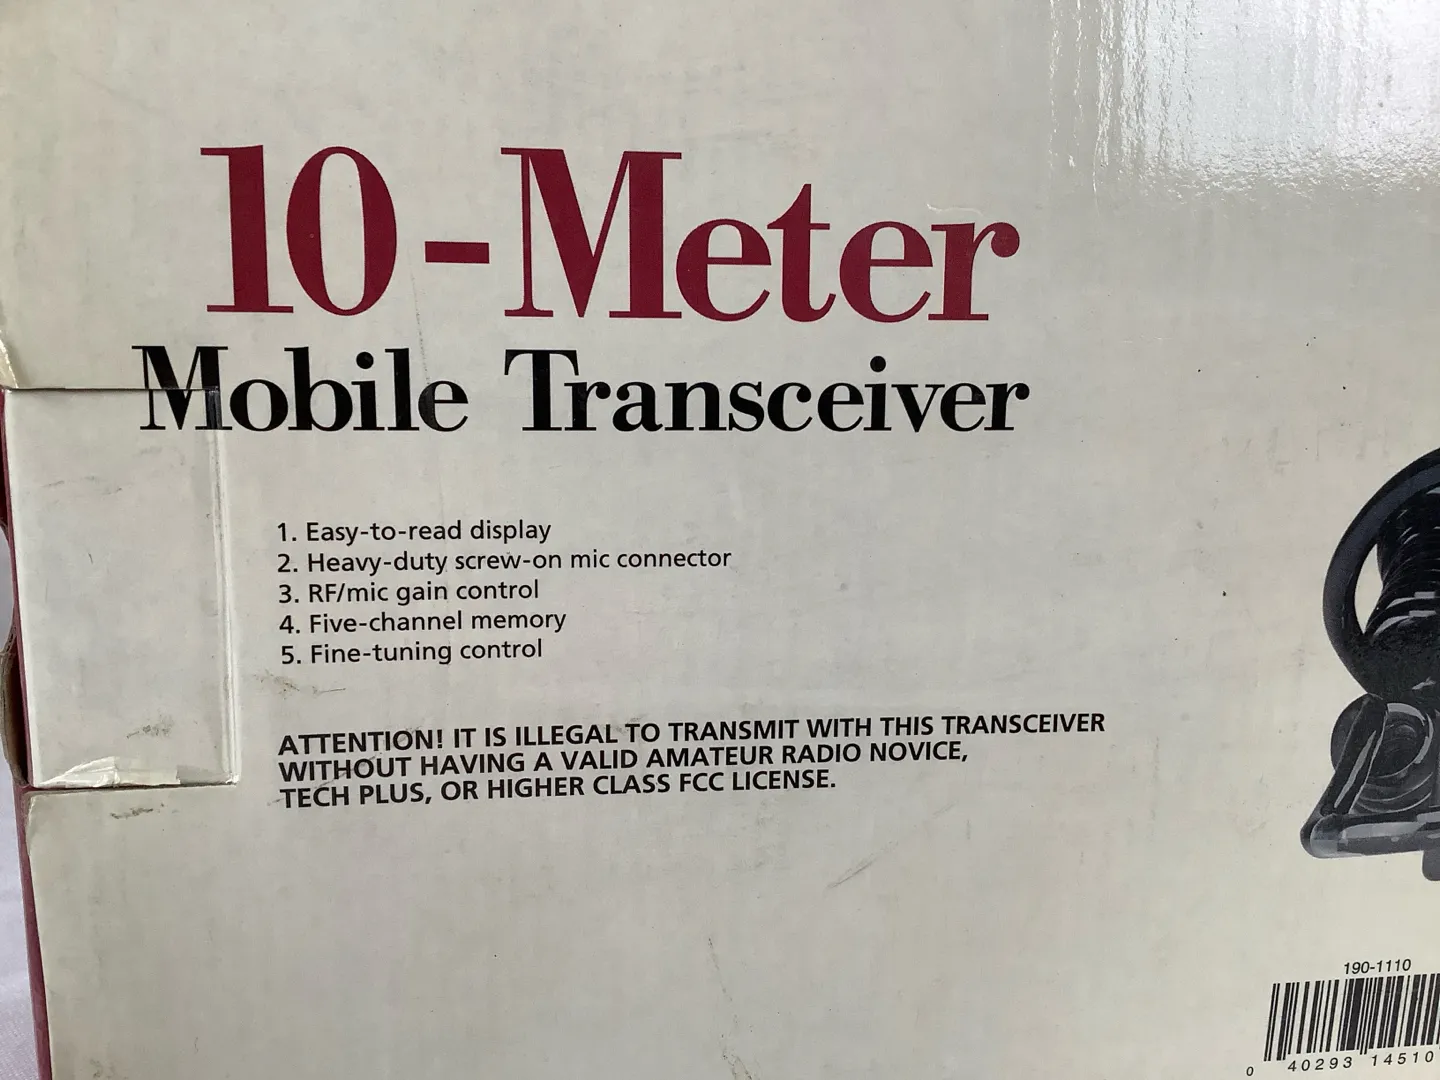 10-Meter
Mobile Transceiver
1. Easy-to-read display
2. Heavy-duty screw-on mic connector
3. RF/mic gain control
4. Five-channel memory
5. Fine-tuning control
ATTENTION! IT IS ILLEGAL TO TRANSMIT WITH THIS TRANSCEIVER
WITHOUT HAVING A VALID AMATEUR RADIO NOVICE,
TECH PLUS, OR HIGHER CLASS FCC LICENSE.
190-1110
0 40293 14510